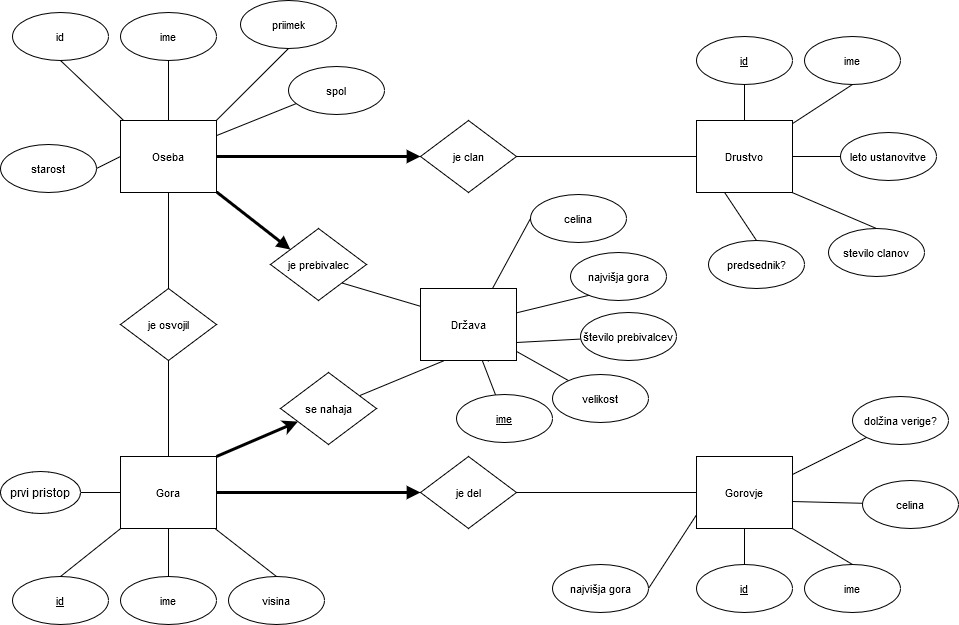 id
ime
priimek
spol
starost
Oseba
je clan
Drustvo
id
ime
leto ustanovitve
stevilo clanov
predsednik?
je prebivalec
celina
najvišja gora
število prebivalcev
velikost
ime
Država
je osvojil
se nahaja
prvi pristop
Gora
je del
Gorovje
dolžina verige?
celina
id
ime
visina
najvišja gora
id
ime